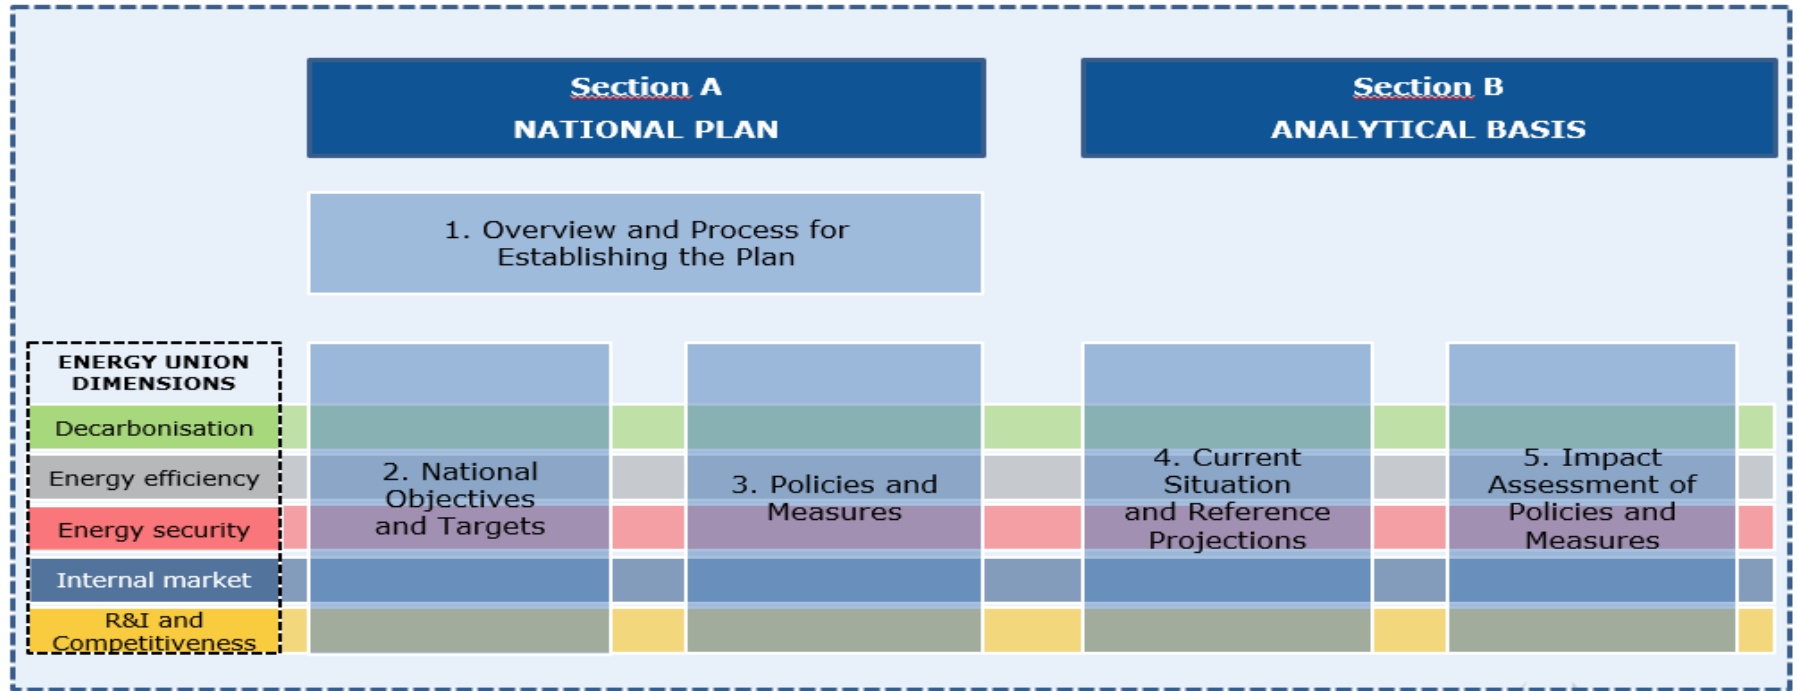 Section A
NATIONAL PLAN
Section B
ANALYTICAL BASIS
1. Overview and Process for
Establishing the Plan
ENERGY UNION
DIMENSIONS
Decarbonisation
Energy efficiency
Energy security
Internal market
R&I and
Competitiveness
2. National
Objectives
and Targets
3. Policies and
Measures
4. Current
Situation
and Reference
Projections
5. Impact
Assessment of
Policies and
Measures